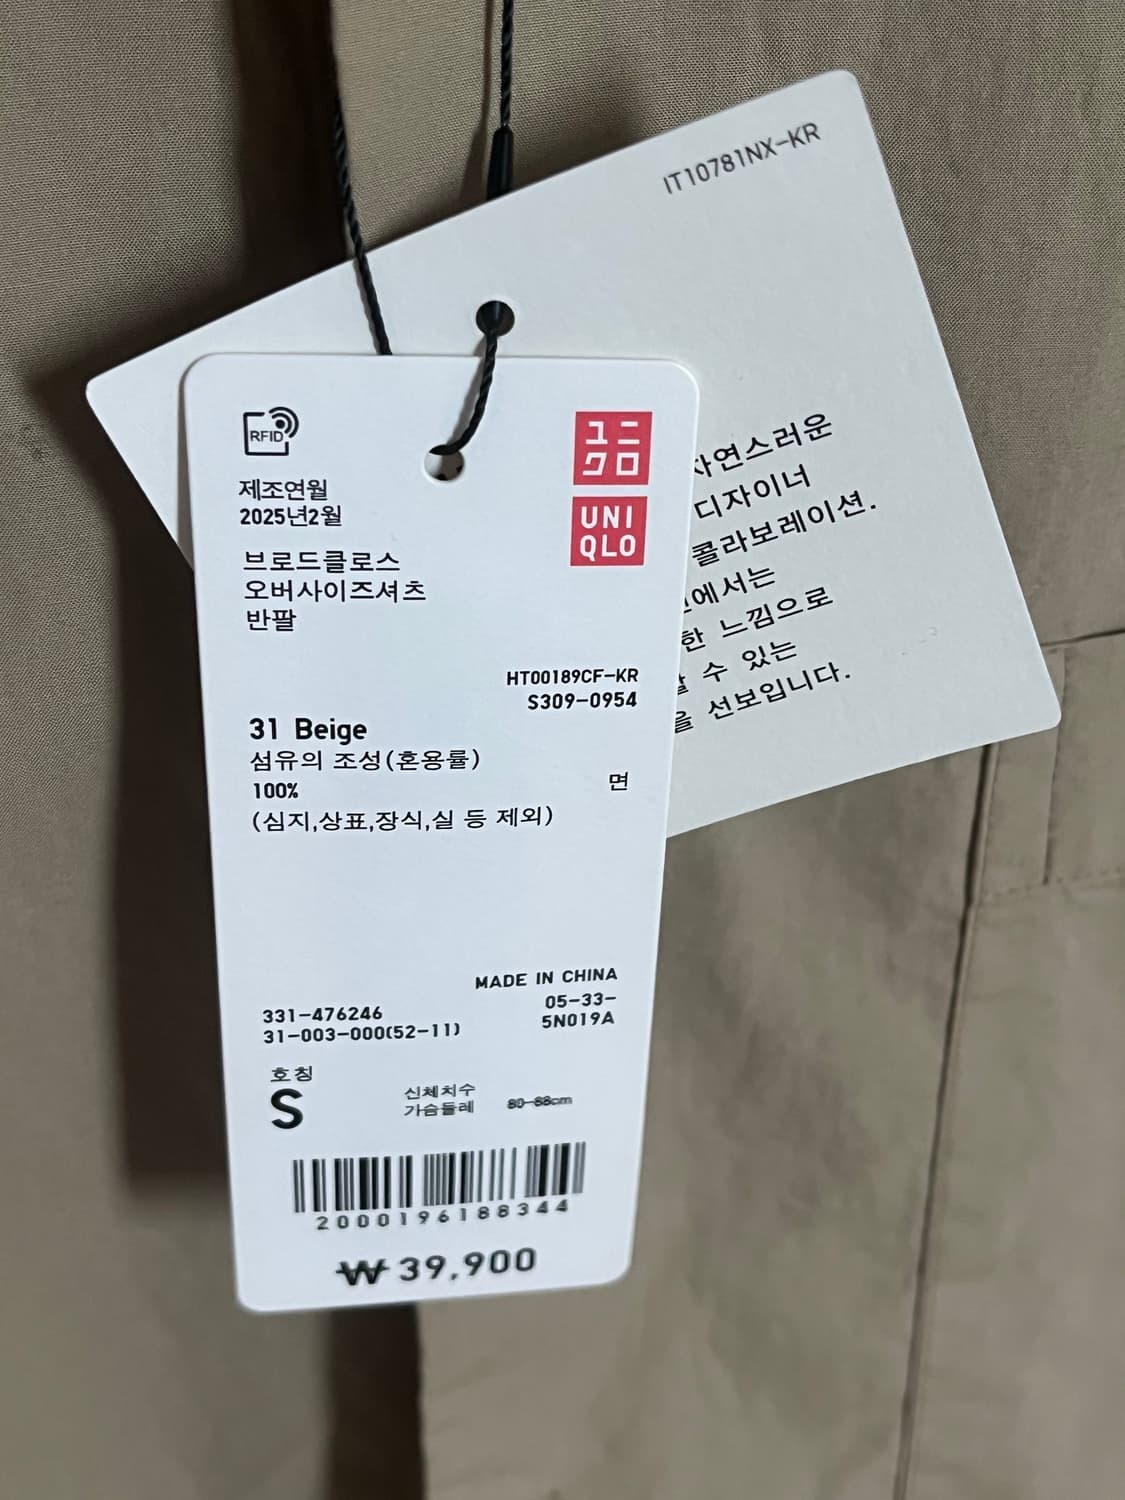 IT10781NX-KR
자연스러운
디자이너
콜라보레이션.
에서는
한 느낌으로
수 있는
을 선보입니다.
RFID
ユニ
クロ
UNI
QLO
제조연월
2025년2월
브로드클로스
오버사이즈셔츠
반팔
HT00189CF-KR
S309-0954
31 Beige
섬유의 조성(혼용률)
100% 면
(심지,상표,장식,실 등 제외)
MADE IN CHINA
331-476246 05-33-
31-003-000(52-11) 5N019A
호칭
S
신체치수
가슴둘레 80-88cm
2000196188344
₩39,900